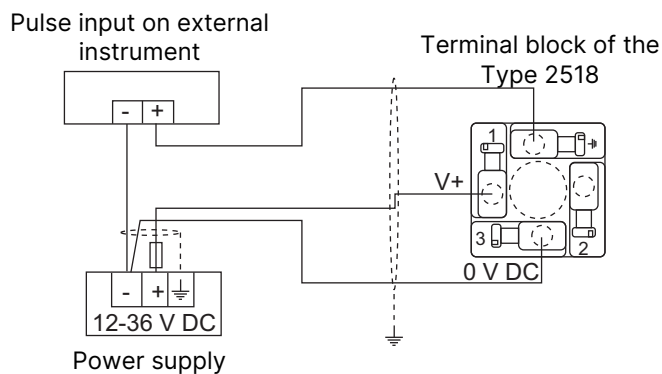 Pulse input on external
instrument
Terminal block of the
Type 2518
- +
1
V+
3
2
0 V DC
- +
12-36 V DC
Power supply